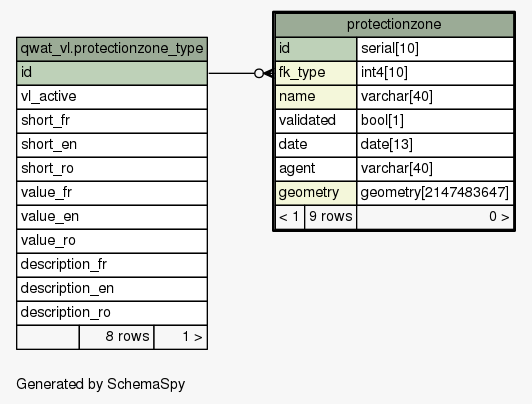 qwat_vl.protectionzone_type
id
vl_active
short_fr
short_en
short_ro
value_fr
value_en
value_ro
description_fr
description_en
description_ro
8 rows 1 >
protectionzone
id serial[10]
fk_type int4[10]
name varchar[40]
validated bool[1]
date date[13]
agent varchar[40]
geometry geometry[2147483647]
< 1 9 rows 0 >
Generated by SchemaSpy